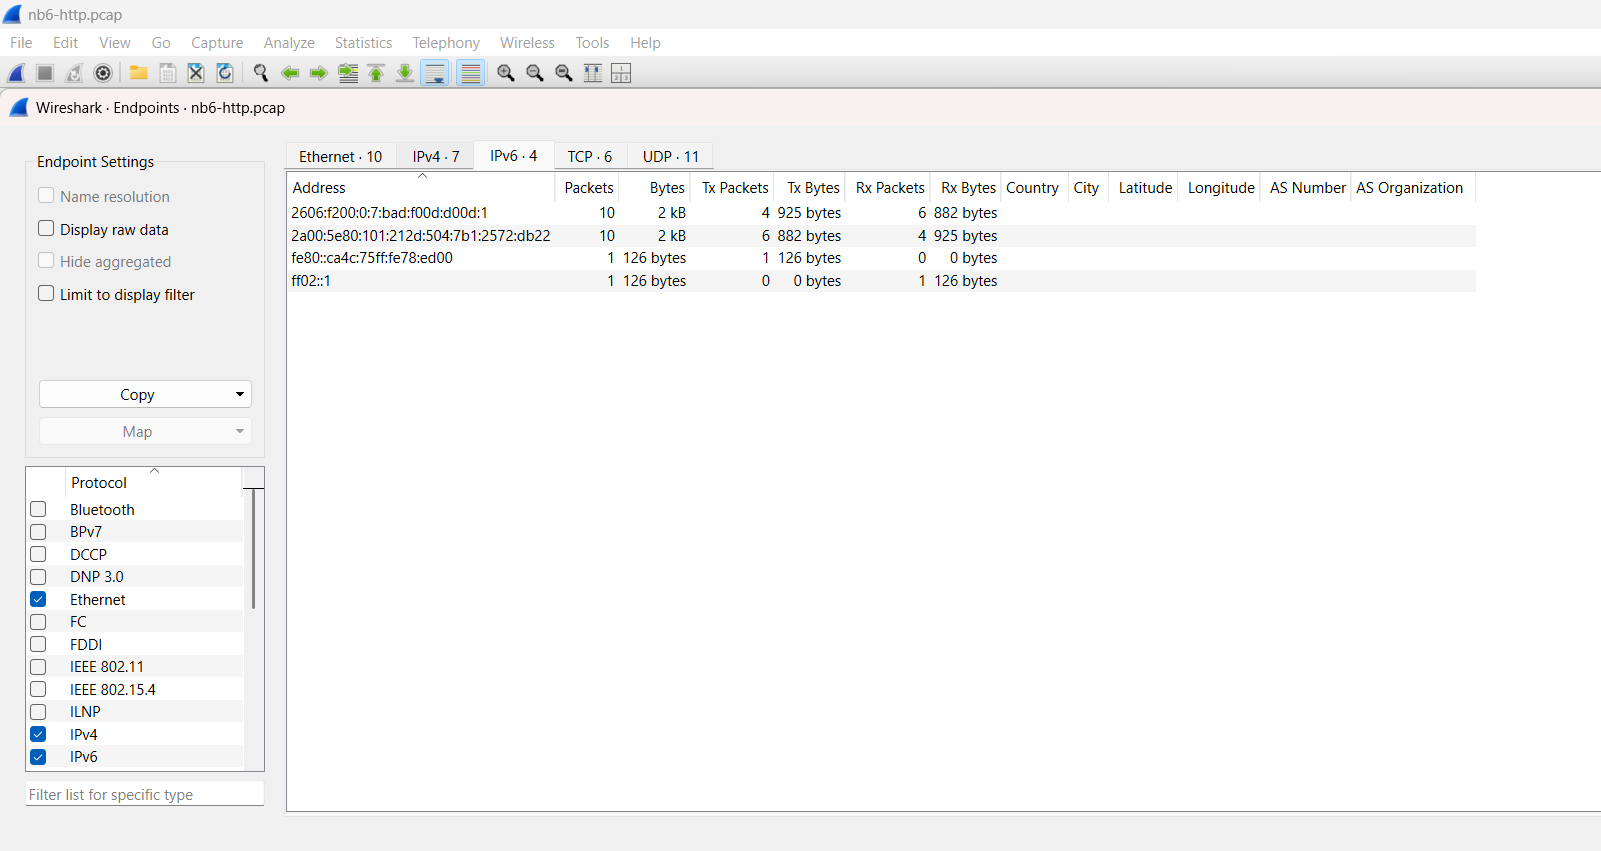 nb6-http.pcap
File Edit View Go Capture Analyze Statistics Telephony Wireless Tools Help
Wireshark · Endpoints · nb6-http.pcap
Endpoint Settings
Name resolution
Display raw data
Hide aggregated
Limit to display filter
Copy
Map
Protocol
Bluetooth
BPv7
DCCP
DNP 3.0
Ethernet
FC
FDDI
IEEE 802.11
IEEE 802.15.4
ILNP
IPv4
IPv6
Filter list for specific type
Ethernet · 10 IPv4 · 7 IPv6 · 4 TCP · 6 UDP · 11
Address Packets Bytes Tx Packets Tx Bytes Rx Packets Rx Bytes Country City Latitude Longitude AS Number AS Organization
2606:f200:0:7:bad:f00d:d00d:1 10 2 kB 4 925 bytes 6 882 bytes
2a00:5e80:101:212d:504:7b1:2572:db22 10 2 kB 6 882 bytes 4 925 bytes
fe80::ca4c:75ff:fe78:ed00 1 126 bytes 1 126 bytes 0 0 bytes
ff02::1 1 126 bytes 0 0 bytes 1 126 bytes